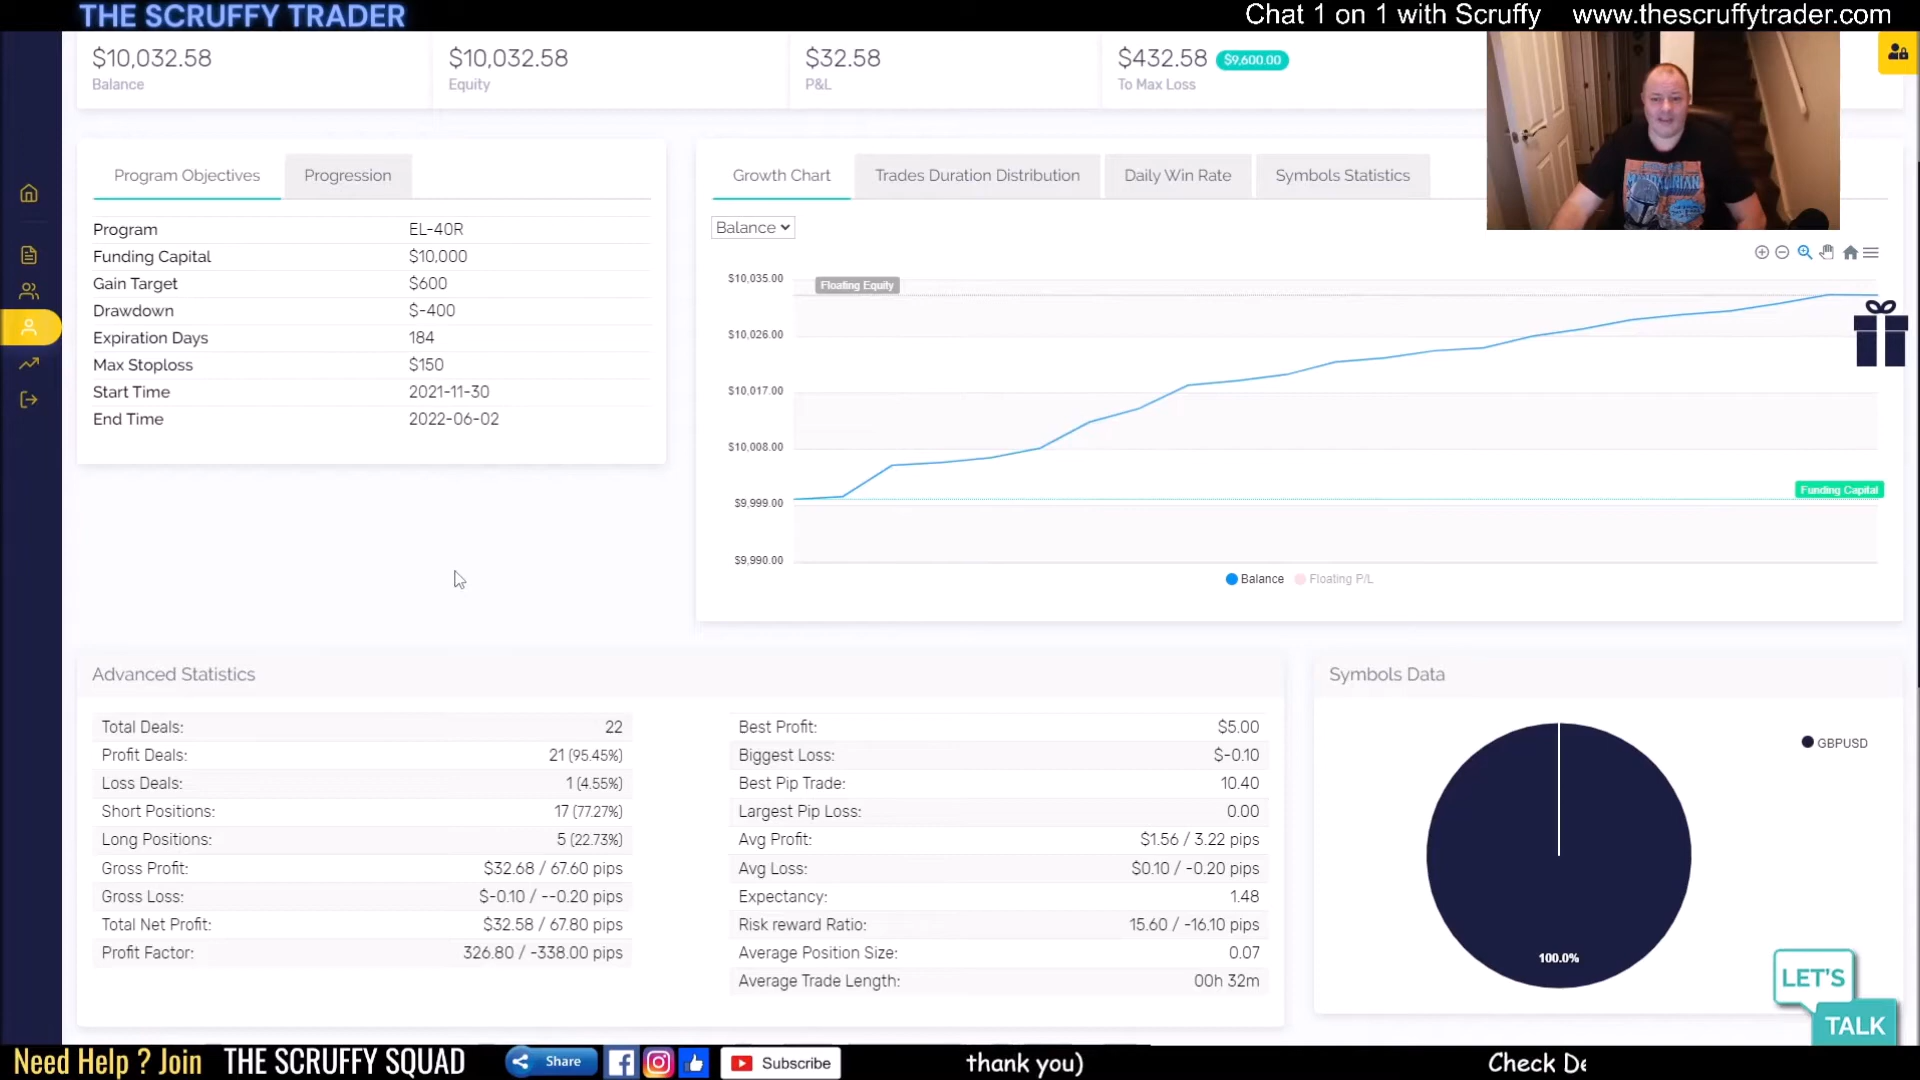 THE SCRUFFY TRADER
Chat 1 on 1 with Scruffy www.thescruffytrader.com
$10,032.58
Balance
$10,032.58
Equity
$32.58
P&L
$432.58 $9,600.00
To Max Loss
Program Objectives Progression
Program EL-40R
Funding Capital $10,000
Gain Target $600
Drawdown $-400
Expiration Days 184
Max Stoploss $150
Start Time 2021-11-30
End Time 2022-06-02
Growth Chart Trades Duration Distribution Daily Win Rate Symbols Statistics
Balance
$10,035.00
Floating Equity
$10,026.00
$10,017.00
$10,008.00
Funding Capital
$9,999.00
$9,990.00
Balance Floating P/L
Advanced Statistics
Total Deals: 22
Profit Deals: 21 (95.45%)
Loss Deals: 1 (4.55%)
Short Positions: 17 (77.27%)
Long Positions: 5 (22.73%)
Gross Profit: $32.68 / 67.60 pips
Gross Loss: $-0.10 / --0.20 pips
Total Net Profit: $32.58 / 67.80 pips
Profit Factor: 326.80 / -338.00 pips
Best Profit: $5.00
Biggest Loss: $-0.10
Best Pip Trade: 10.40
Largest Pip Loss: 0.00
Avg Profit: $1.56 / 3.22 pips
Avg Loss: $0.10 / -0.20 pips
Expectancy: 1.48
Risk reward Ratio: 15.60 / -16.10 pips
Average Position Size: 0.07
Average Trade Length: 00h 32m
Symbols Data
GBPUSD
100.0%
LET'S
TALK
Need Help ? Join THE SCRUFFY SQUAD Share Subscribe thank you) Check De